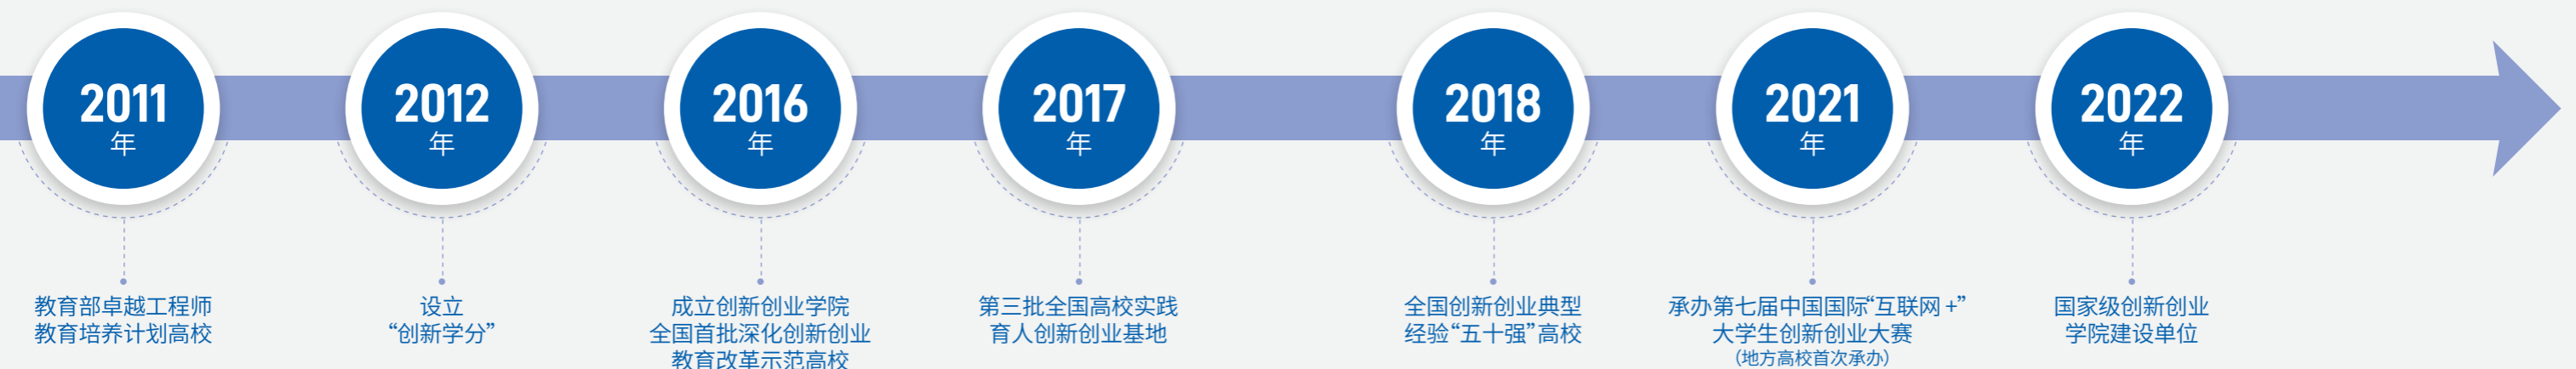 2011
年
教育部卓越工程师
教育培养计划高校
2012
年
设立
“创新学分”
2016
年
成立创新创业学院
全国首批深化创新创业
教育改革示范高校
2017
年
第三批全国高校实践
育人创新创业基地
2018
年
全国创新创业典型
经验“五十强”高校
2021
年
承办第七届中国国际“互联网+”
大学生创新创业大赛
（地方高校首次承办）
2022
年
国家级创新创业
学院建设单位